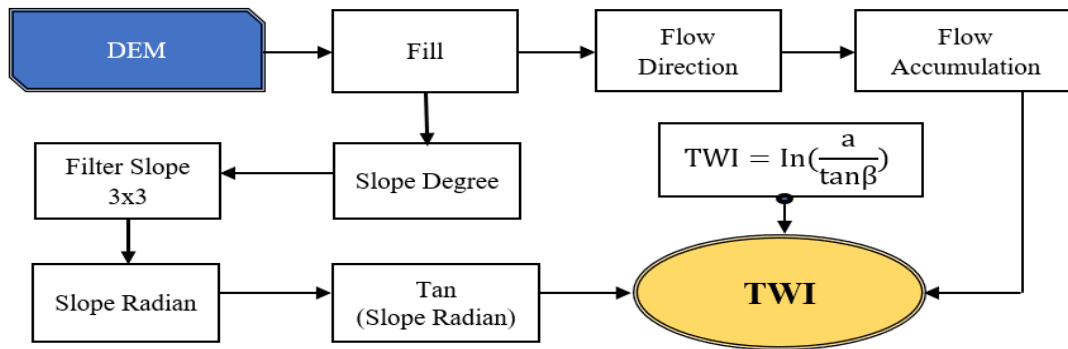 DEM
Fill
Flow
Direction
Flow
Accumulation
TWI = In(a/tanβ)
Filter Slope
3x3
Slope Degree
Slope Radian
Tan
(Slope Radian)
TWI